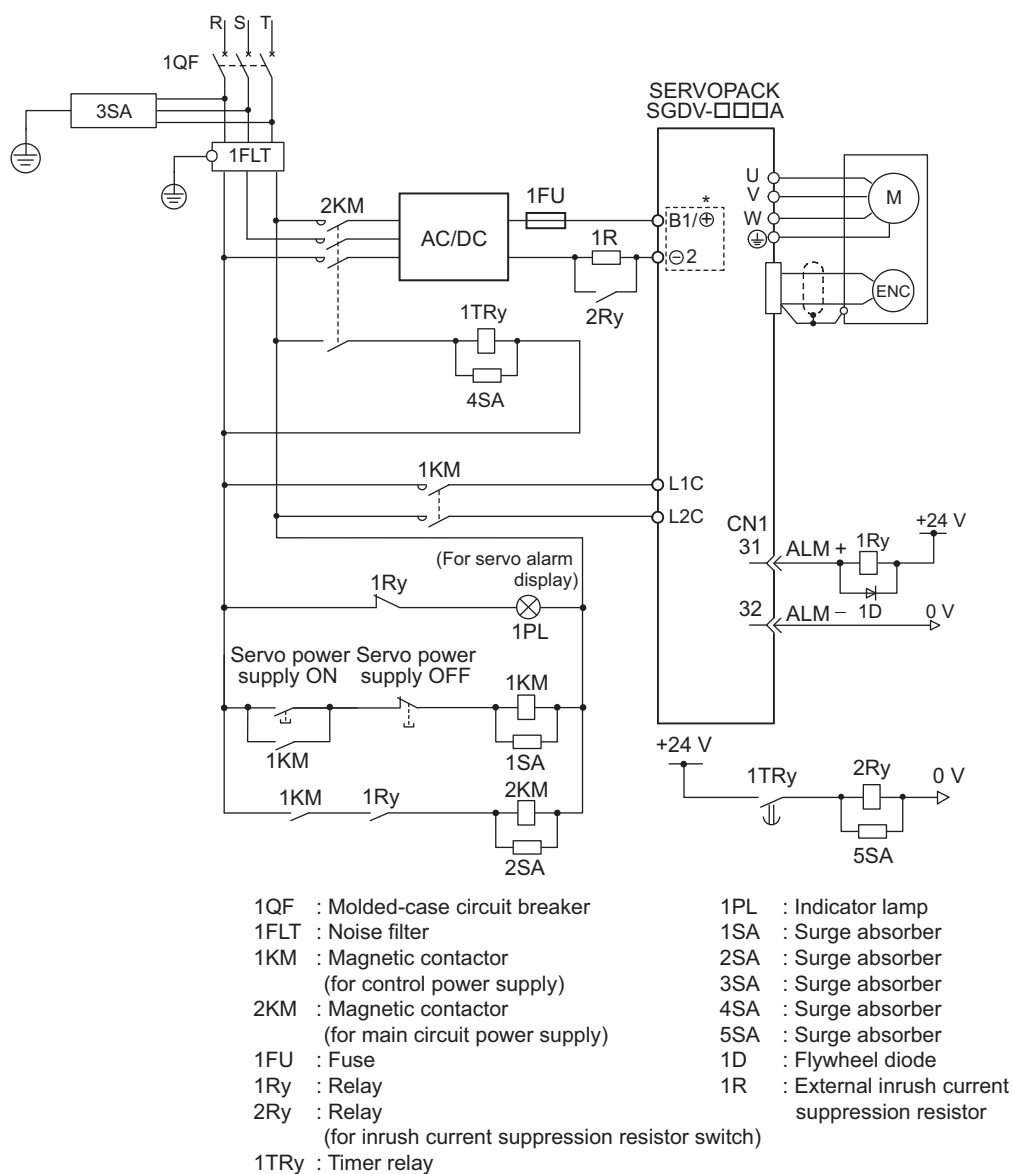 R S T
1QF
3SA
1FLT
SERVOPACK
SGDV-□□□A
2KM
AC/DC
1FU
1R
2Ry
*
B1/⊕
⊖2
U
V
W
M
ENC
1TRy
4SA
1KM
L1C
L2C
CN1
31
ALM +
1Ry
+24 V
1D
32
ALM −
0 V
(For servo alarm
display)
1Ry
1PL
Servo power
supply ON
Servo power
supply OFF
1KM
1KM
1SA
1KM
1Ry
2KM
2SA
+24 V
1TRy
2Ry
0 V
5SA
1QF : Molded-case circuit breaker
1FLT : Noise filter
1KM : Magnetic contactor
(for control power supply)
2KM : Magnetic contactor
(for main circuit power supply)
1FU : Fuse
1Ry : Relay
2Ry : Relay
(for inrush current suppression resistor switch)
1TRy : Timer relay
1PL : Indicator lamp
1SA : Surge absorber
2SA : Surge absorber
3SA : Surge absorber
4SA : Surge absorber
5SA : Surge absorber
1D : Flywheel diode
1R : External inrush current
suppression resistor